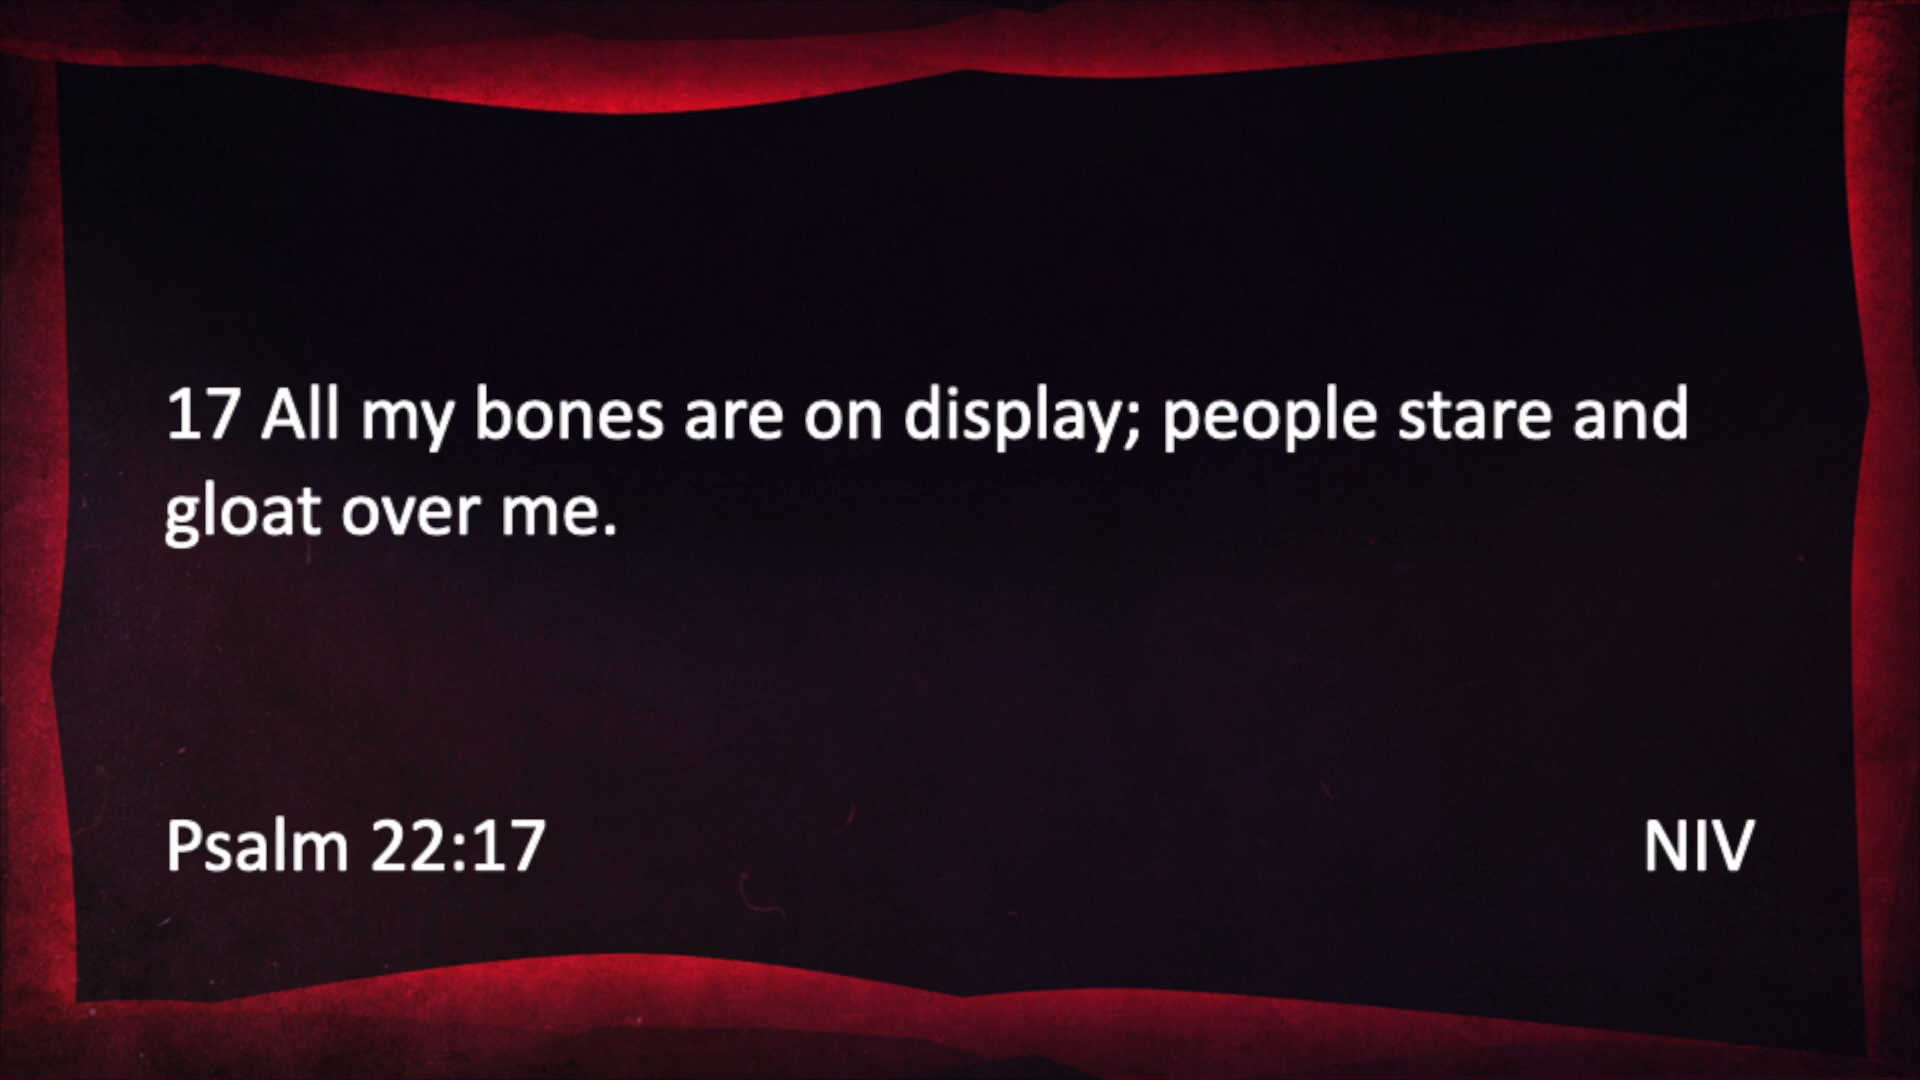 17 All my bones are on display; people stare and
gloat over me.
Psalm 22:17
NIV